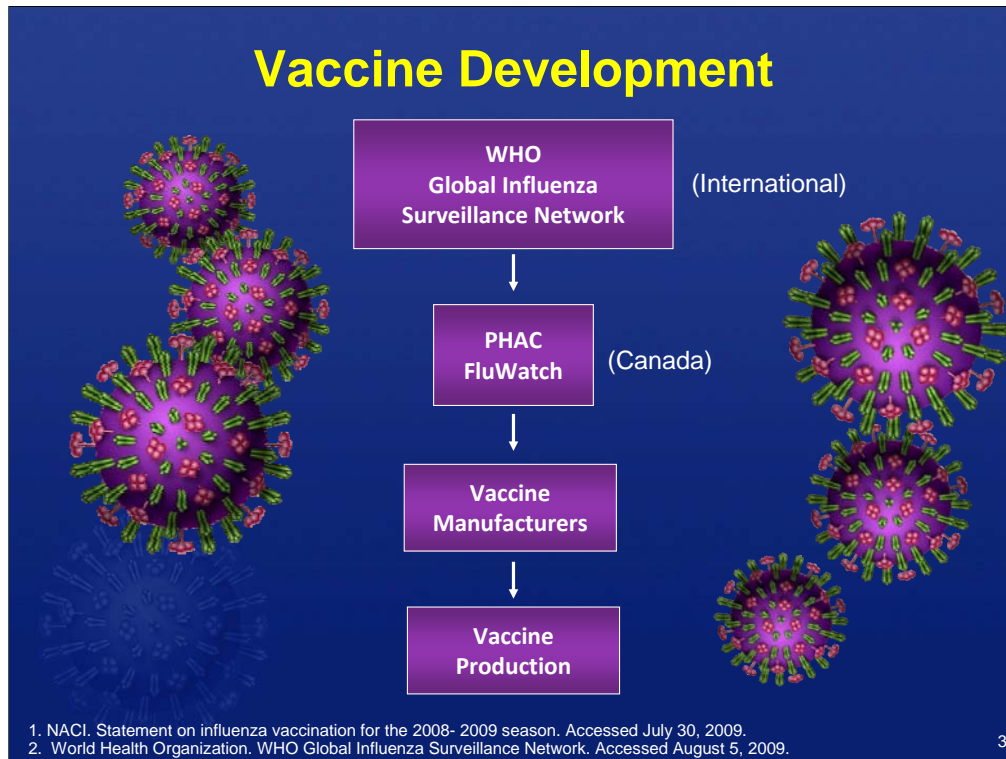 Vaccine Development
WHO
Global Influenza
Surveillance Network
(International)
PHAC
FluWatch
(Canada)
Vaccine
Manufacturers
Vaccine
Production
1. NACI. Statement on influenza vaccination for the 2008- 2009 season. Accessed July 30, 2009.
2. World Health Organization. WHO Global Influenza Surveillance Network. Accessed August 5, 2009.
3